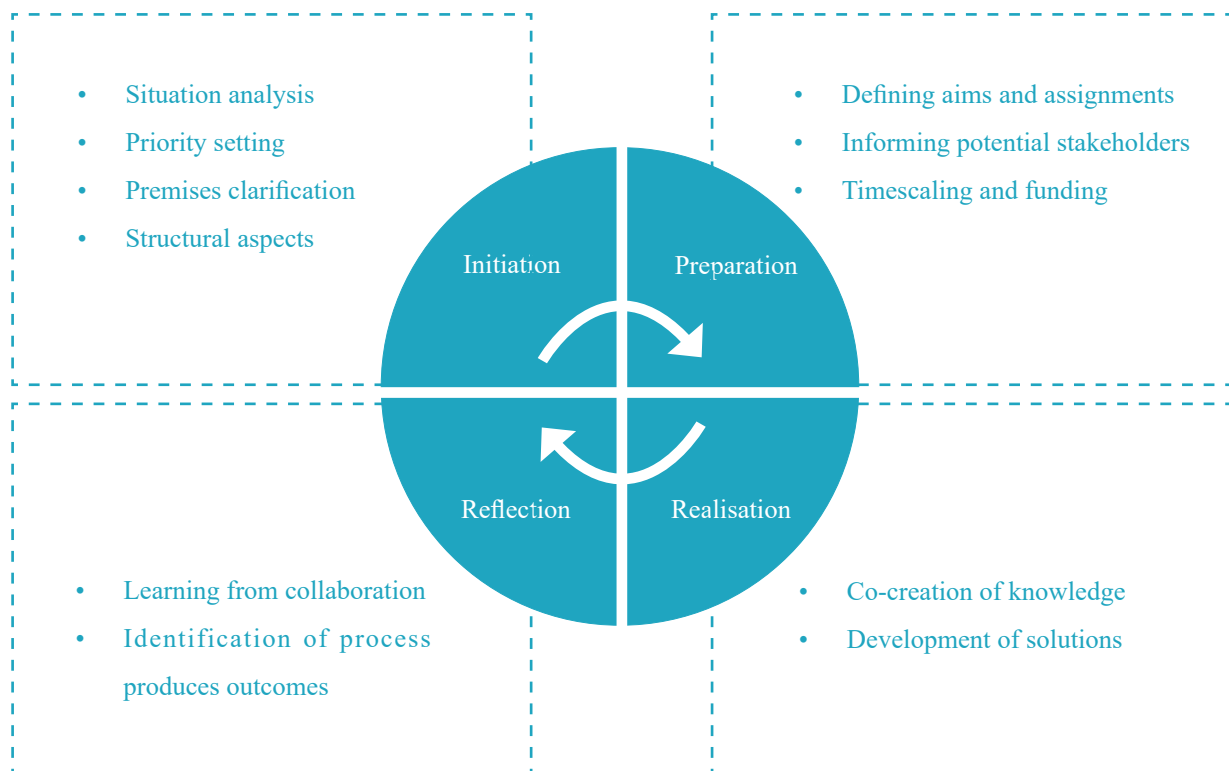 • Situation analysis
• Priority setting
• Premises clarification
• Structural aspects
• Defining aims and assignments
• Informing potential stakeholders
• Timescaling and funding
Initiation
Preparation
Reflection
Realisation
• Learning from collaboration
• Identification of process
produces outcomes
• Co-creation of knowledge
• Development of solutions